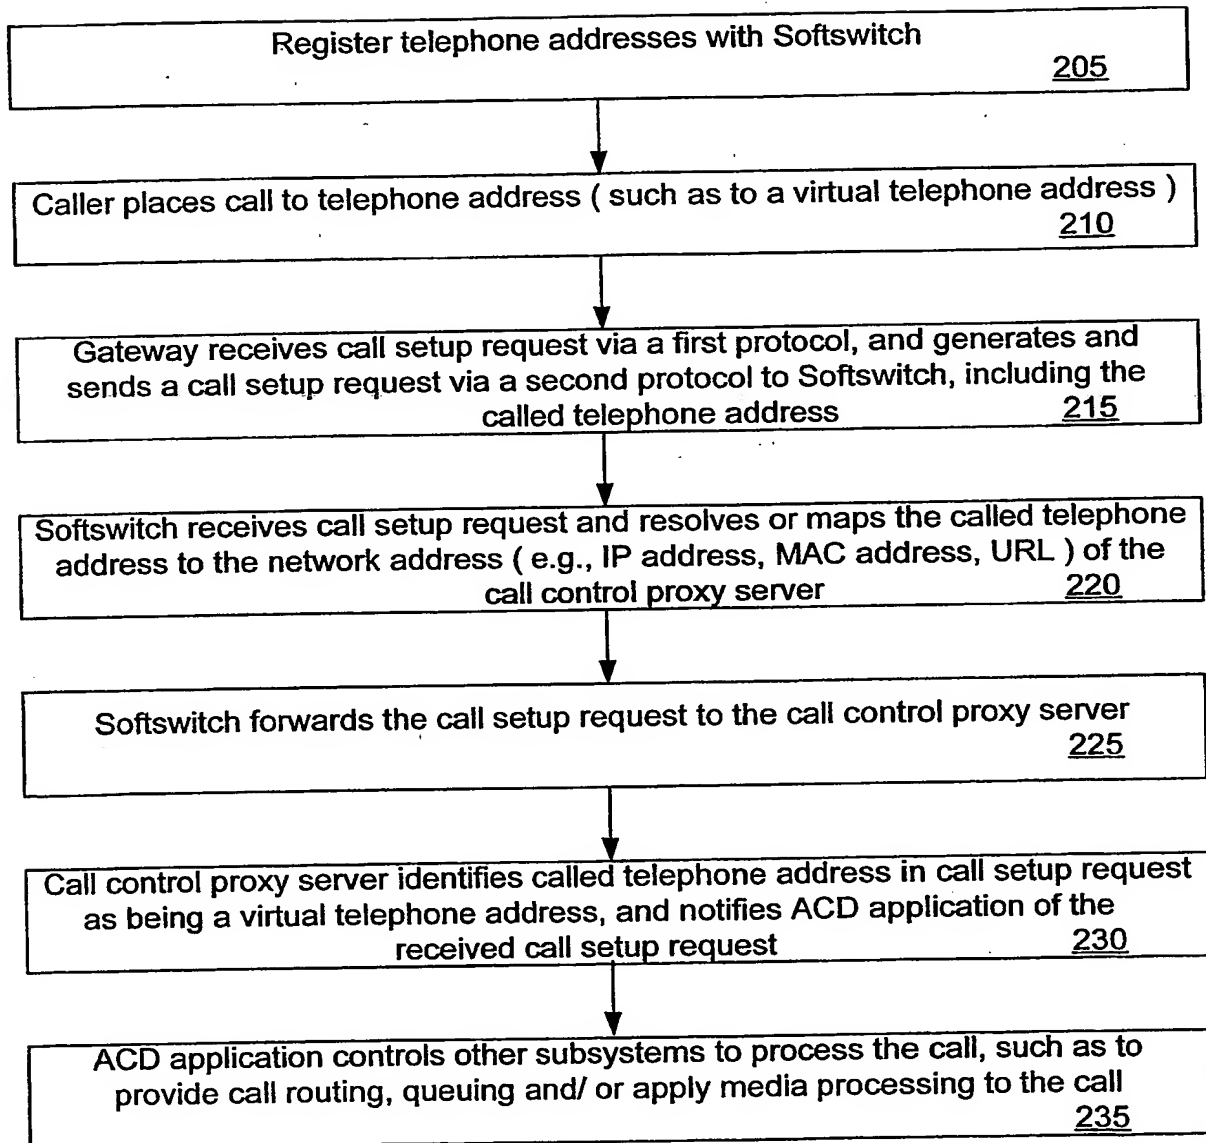 Register telephone addresses with Softswitch
205
Caller places call to telephone address ( such as to a virtual telephone address )
210
Gateway receives call setup request via a first protocol, and generates and
sends a call setup request via a second protocol to Softswitch, including the
called telephone address 215
Softswitch receives call setup request and resolves or maps the called telephone
address to the network address ( e.g., IP address, MAC address, URL ) of the
call control proxy server 220
Softswitch forwards the call setup request to the call control proxy server
225
Call control proxy server identifies called telephone address in call setup request
as being a virtual telephone address, and notifies ACD application of the
received call setup request 230
ACD application controls other subsystems to process the call, such as to
provide call routing, queuing and/ or apply media processing to the call
235